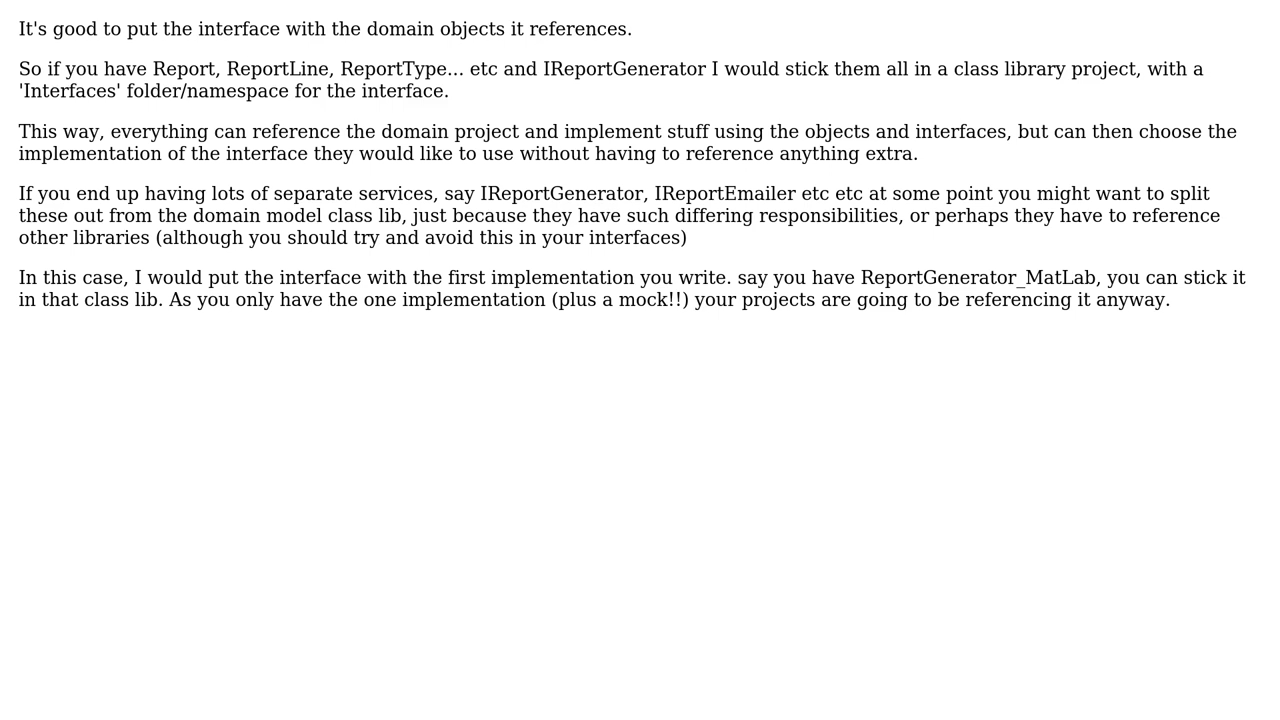 It's good to put the interface with the domain objects it references.
So if you have Report, ReportLine, ReportType... etc and IReportGenerator I would stick them all in a class library project, with a
'Interfaces' folder/namespace for the interface.
This way, everything can reference the domain project and implement stuff using the objects and interfaces, but can then choose the
implementation of the interface they would like to use without having to reference anything extra.
If you end up having lots of separate services, say IReportGenerator, IReportEmailer etc etc at some point you might want to split
these out from the domain model class lib, just because they have such differing responsibilities, or perhaps they have to reference
other libraries (although you should try and avoid this in your interfaces)
In this case, I would put the interface with the first implementation you write. say you have ReportGenerator_MatLab, you can stick it
in that class lib. As you only have the one implementation (plus a mock!!) your projects are going to be referencing it anyway.